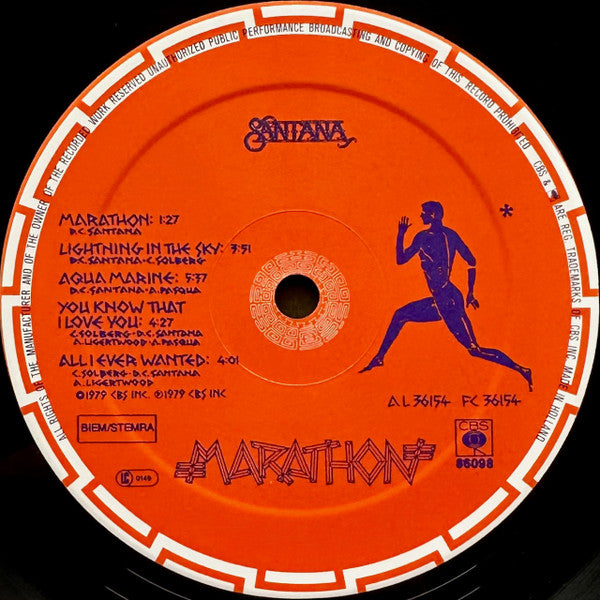 ALL RIGHTS OF THE MANUFACTURER AND OF THE OWNER OF THE RECORDED WORK RESERVED UNAUTHORIZED PUBLIC PERFORMANCE BROADCASTING AND COPYING OF THIS RECORD PROHIBITED CBS & ARE REG. TRADEMARKS OF CBS INC. MADE IN HOLLAND
SANTANA
*
MARATHON: 1:27
D.C. SANTANA
LIGHTNING IN THE SKY: 3:51
D.C. SANTANA · C. SOLBERG
AQUA MARINE: 5:37
D.C. SANTANA · A. PASQUA
YOU KNOW THAT
I LOVE YOU: 4:27
C. SOLBERG · D.C. SANTANA
A. LIGERTWOOD · A. PASQUA
ALL I EVER WANTED: 4:01
C. SOLBERG · D.C. SANTANA
A. LIGERTWOOD
©1979 CBS INC. ℗1979 CBS INC
AL 36154 FC 36154
BIEM/STEMRA
CBS
86098
MARATHON
LC 0149